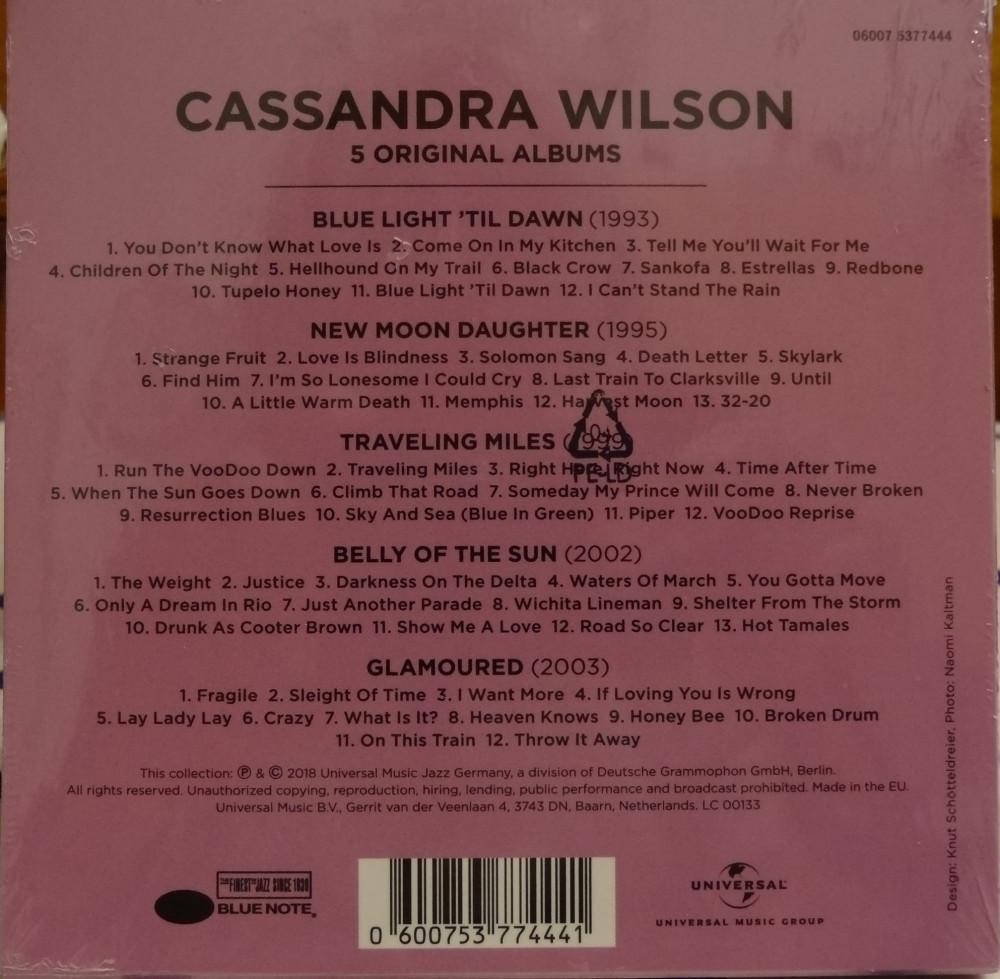 06007 5377444
CASSANDRA WILSON
5 ORIGINAL ALBUMS
BLUE LIGHT 'TIL DAWN (1993)
1. You Don't Know What Love Is 2. Come On In My Kitchen 3. Tell Me You'll Wait For Me
4. Children Of The Night 5. Hellhound On My Trail 6. Black Crow 7. Sankofa 8. Estrellas 9. Redbone
10. Tupelo Honey 11. Blue Light 'Til Dawn 12. I Can't Stand The Rain
NEW MOON DAUGHTER (1995)
1. Strange Fruit 2. Love Is Blindness 3. Solomon Sang 4. Death Letter 5. Skylark
6. Find Him 7. I'm So Lonesome I Could Cry 8. Last Train To Clarksville 9. Until
10. A Little Warm Death 11. Memphis 12. Harvest Moon 13. 32-20
TRAVELING MILES (1999)
1. Run The VooDoo Down 2. Traveling Miles 3. Right Here, Right Now 4. Time After Time
PE-LD
5. When The Sun Goes Down 6. Climb That Road 7. Someday My Prince Will Come 8. Never Broken
9. Resurrection Blues 10. Sky And Sea (Blue In Green) 11. Piper 12. VooDoo Reprise
BELLY OF THE SUN (2002)
1. The Weight 2. Justice 3. Darkness On The Delta 4. Waters Of March 5. You Gotta Move
6. Only A Dream In Rio 7. Just Another Parade 8. Wichita Lineman 9. Shelter From The Storm
10. Drunk As Cooter Brown 11. Show Me A Love 12. Road So Clear 13. Hot Tamales
GLAMOURED (2003)
1. Fragile 2. Sleight Of Time 3. I Want More 4. If Loving You Is Wrong
5. Lay Lady Lay 6. Crazy 7. What Is It? 8. Heaven Knows 9. Honey Bee 10. Broken Drum
11. On This Train 12. Throw It Away
This collection: ℗ & © 2018 Universal Music Jazz Germany, a division of Deutsche Grammophon GmbH, Berlin.
All rights reserved. Unauthorized copying, reproduction, hiring, lending, public performance and broadcast prohibited. Made in the EU.
Universal Music B.V., Gerrit van der Veenlaan 4, 3743 DN, Baarn, Netherlands. LC 00133
Design: Knut Schötteldreier, Photo: Naomi Kaltman
THE FINEST IN JAZZ SINCE 1939
BLUE NOTE
0 600753 774441
UNIVERSAL
UNIVERSAL MUSIC GROUP